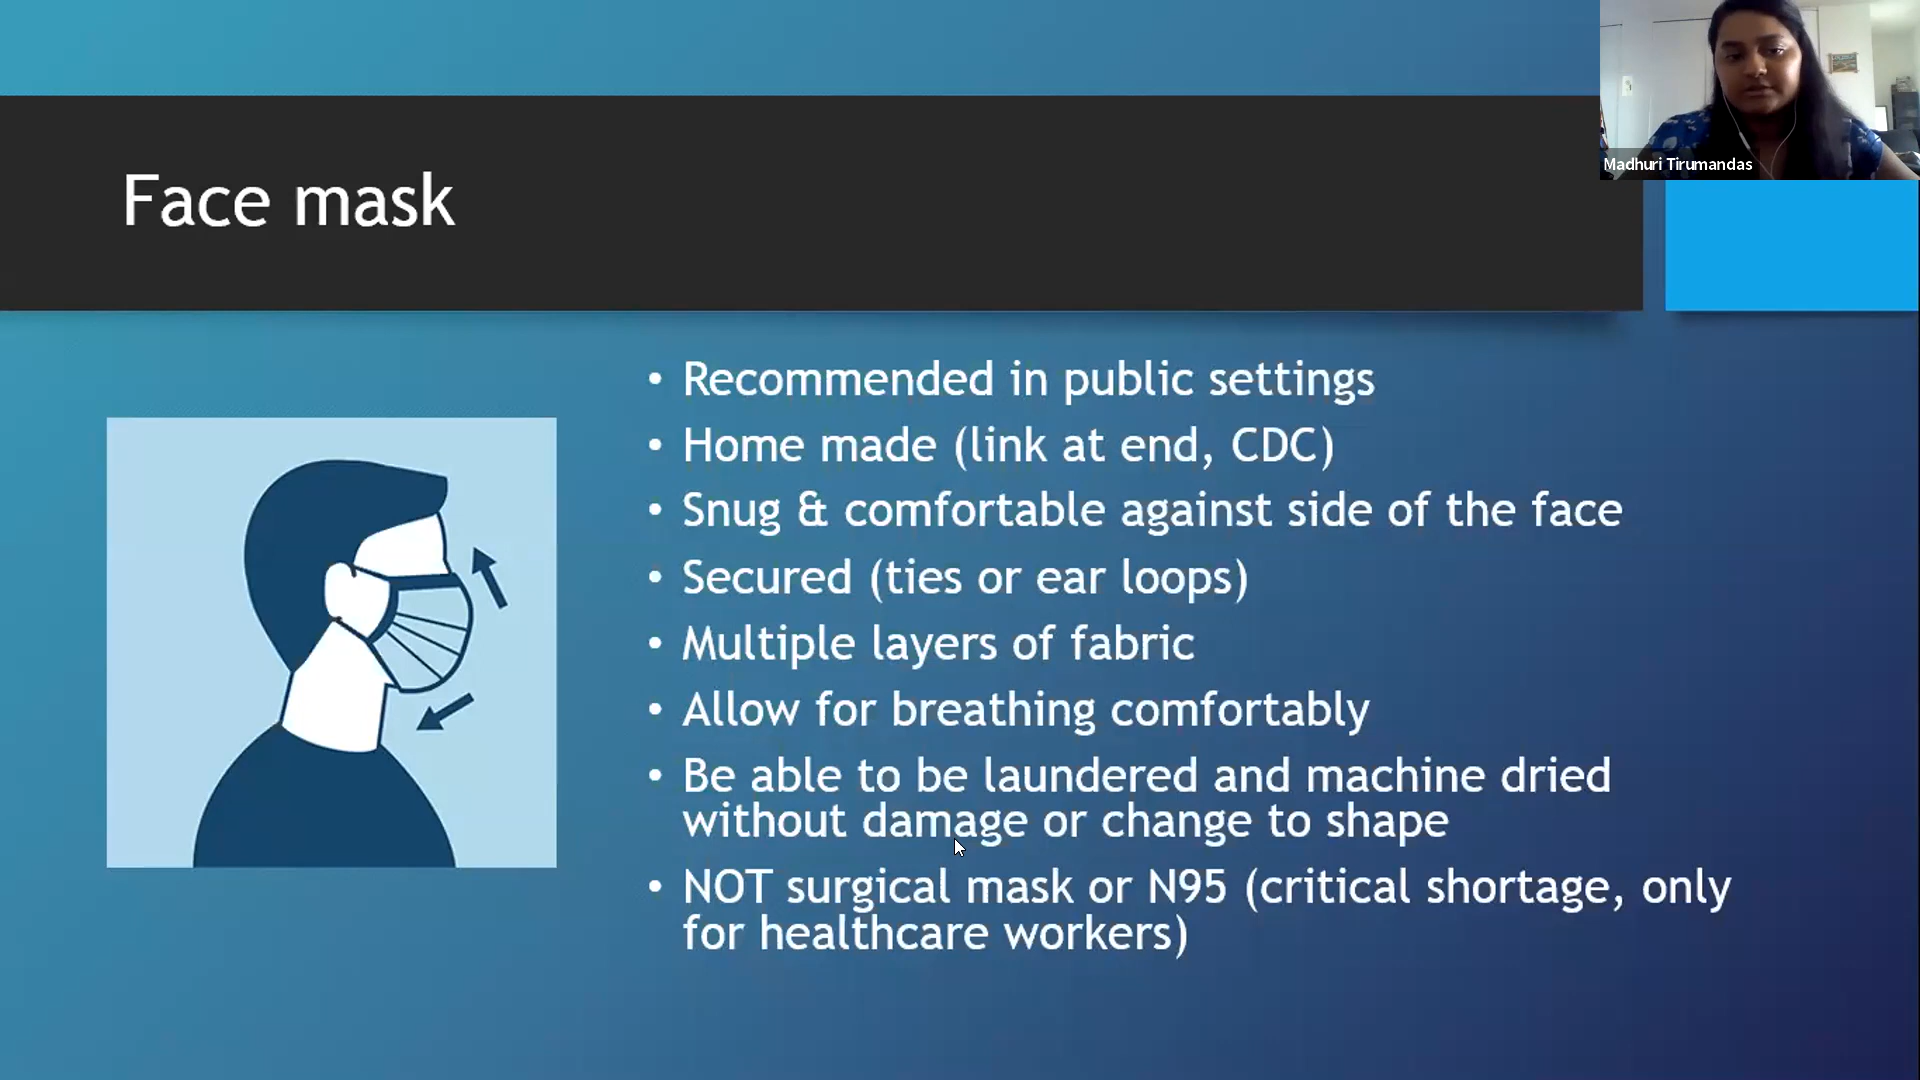 Madhuri Tirumandas
Face mask
• Recommended in public settings
• Home made (link at end, CDC)
• Snug & comfortable against side of the face
• Secured (ties or ear loops)
• Multiple layers of fabric
• Allow for breathing comfortably
• Be able to be laundered and machine dried
without damage or change to shape
• NOT surgical mask or N95 (critical shortage, only
for healthcare workers)